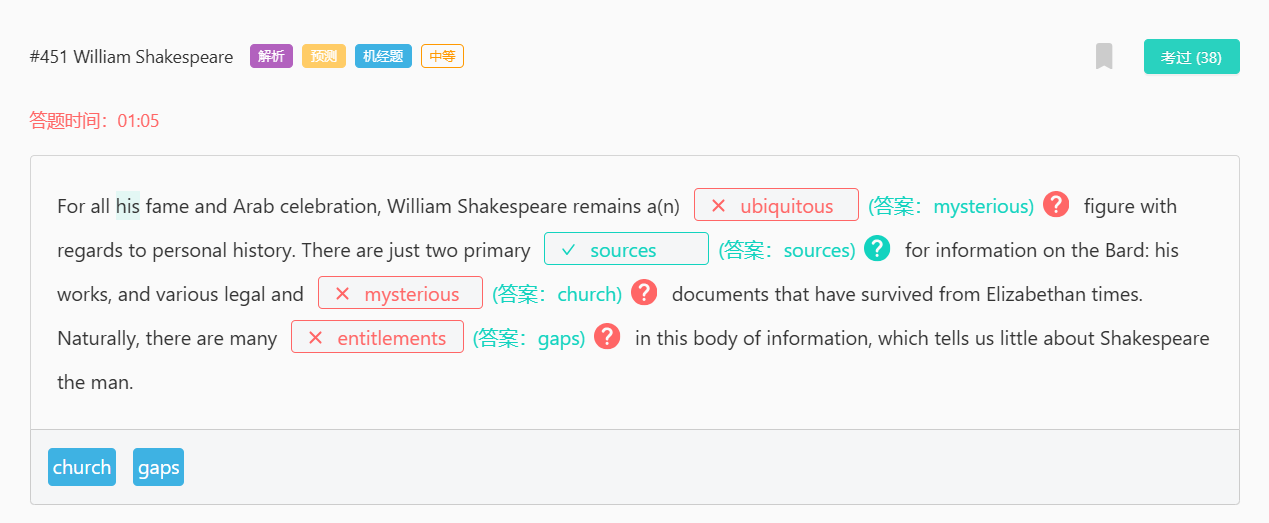 #451 William Shakespeare 解析 预测 机经题 中等 考过 (38)
答题时间：01:05
For all his fame and Arab celebration, William Shakespeare remains a(n) ✕ ubiquitous (答案：mysterious) ? figure with
regards to personal history. There are just two primary ✓ sources (答案：sources) ? for information on the Bard: his
works, and various legal and ✕ mysterious (答案：church) ? documents that have survived from Elizabethan times.
Naturally, there are many ✕ entitlements (答案：gaps) ? in this body of information, which tells us little about Shakespeare
the man.
church gaps